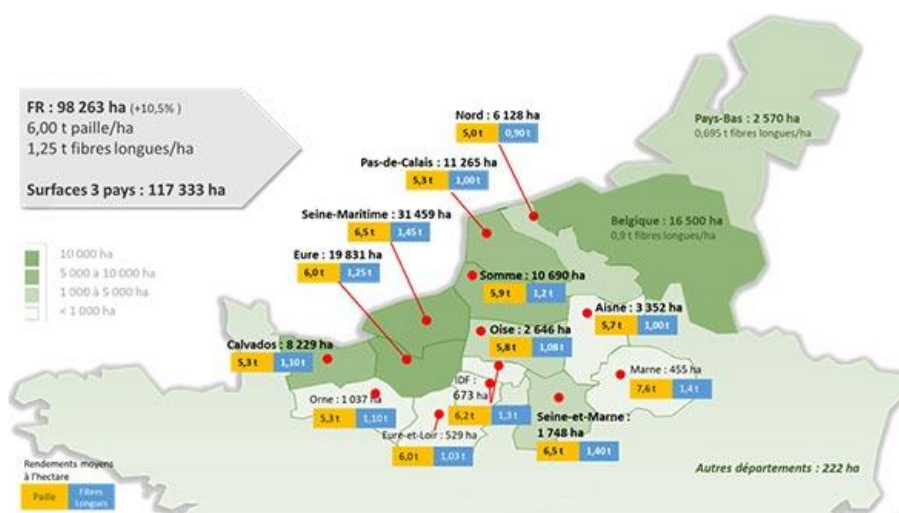 FR : 98 263 ha (+10,5% )
6,00 t paille/ha
1,25 t fibres longues/ha
Surfaces 3 pays : 117 333 ha
10 000 ha
5 000 à 10 000 ha
1 000 à 5 000 ha
< 1 000 ha
Nord : 6 128 ha
5,0 t 0,90 t
Pas-de-Calais : 11 265 ha
5,3 t 1,00 t
Seine-Maritime : 31 459 ha
6,5 t 1,45 t
Eure : 19 831 ha
6,0 t 1,25 t
Pays-Bas : 2 570 ha
0,695 t fibres longues/ha
Belgique : 16 500 ha
0,9 t fibres longues/ha
Somme : 10 690 ha
5,9 t 1,2 t
Aisne : 3 352 ha
5,7 t 1,00 t
Oise : 2 646 ha
5,8 t 1,08 t
Calvados : 8 229 ha
5,3 t 1,10 t
Marne : 455 ha
7,6 t 1,4 t
Orne : 1 037 ha
5,3 t 1,10 t
IDF :
673 ha
6,2 t 1,3 t
Eure-et-Loir : 529 ha
6,0 t 1,03 t
Seine-et-Marne :
1 748 ha
6,5 t 1,40 t
Autres départements : 222 ha
Rendements moyens
à l'hectare
Paille
Fibres
Longues